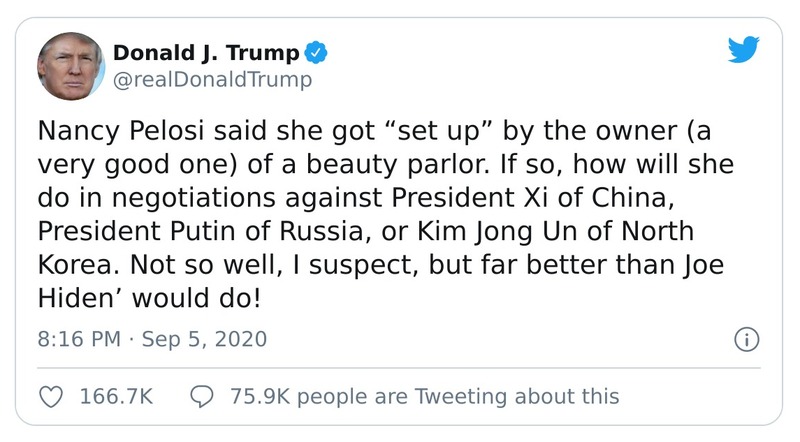 Donald J. Trump
@realDonaldTrump
Nancy Pelosi said she got “set up” by the owner (a
very good one) of a beauty parlor. If so, how will she
do in negotiations against President Xi of China,
President Putin of Russia, or Kim Jong Un of North
Korea. Not so well, I suspect, but far better than Joe
Hiden’ would do!
8:16 PM · Sep 5, 2020
166.7K 75.9K people are Tweeting about this